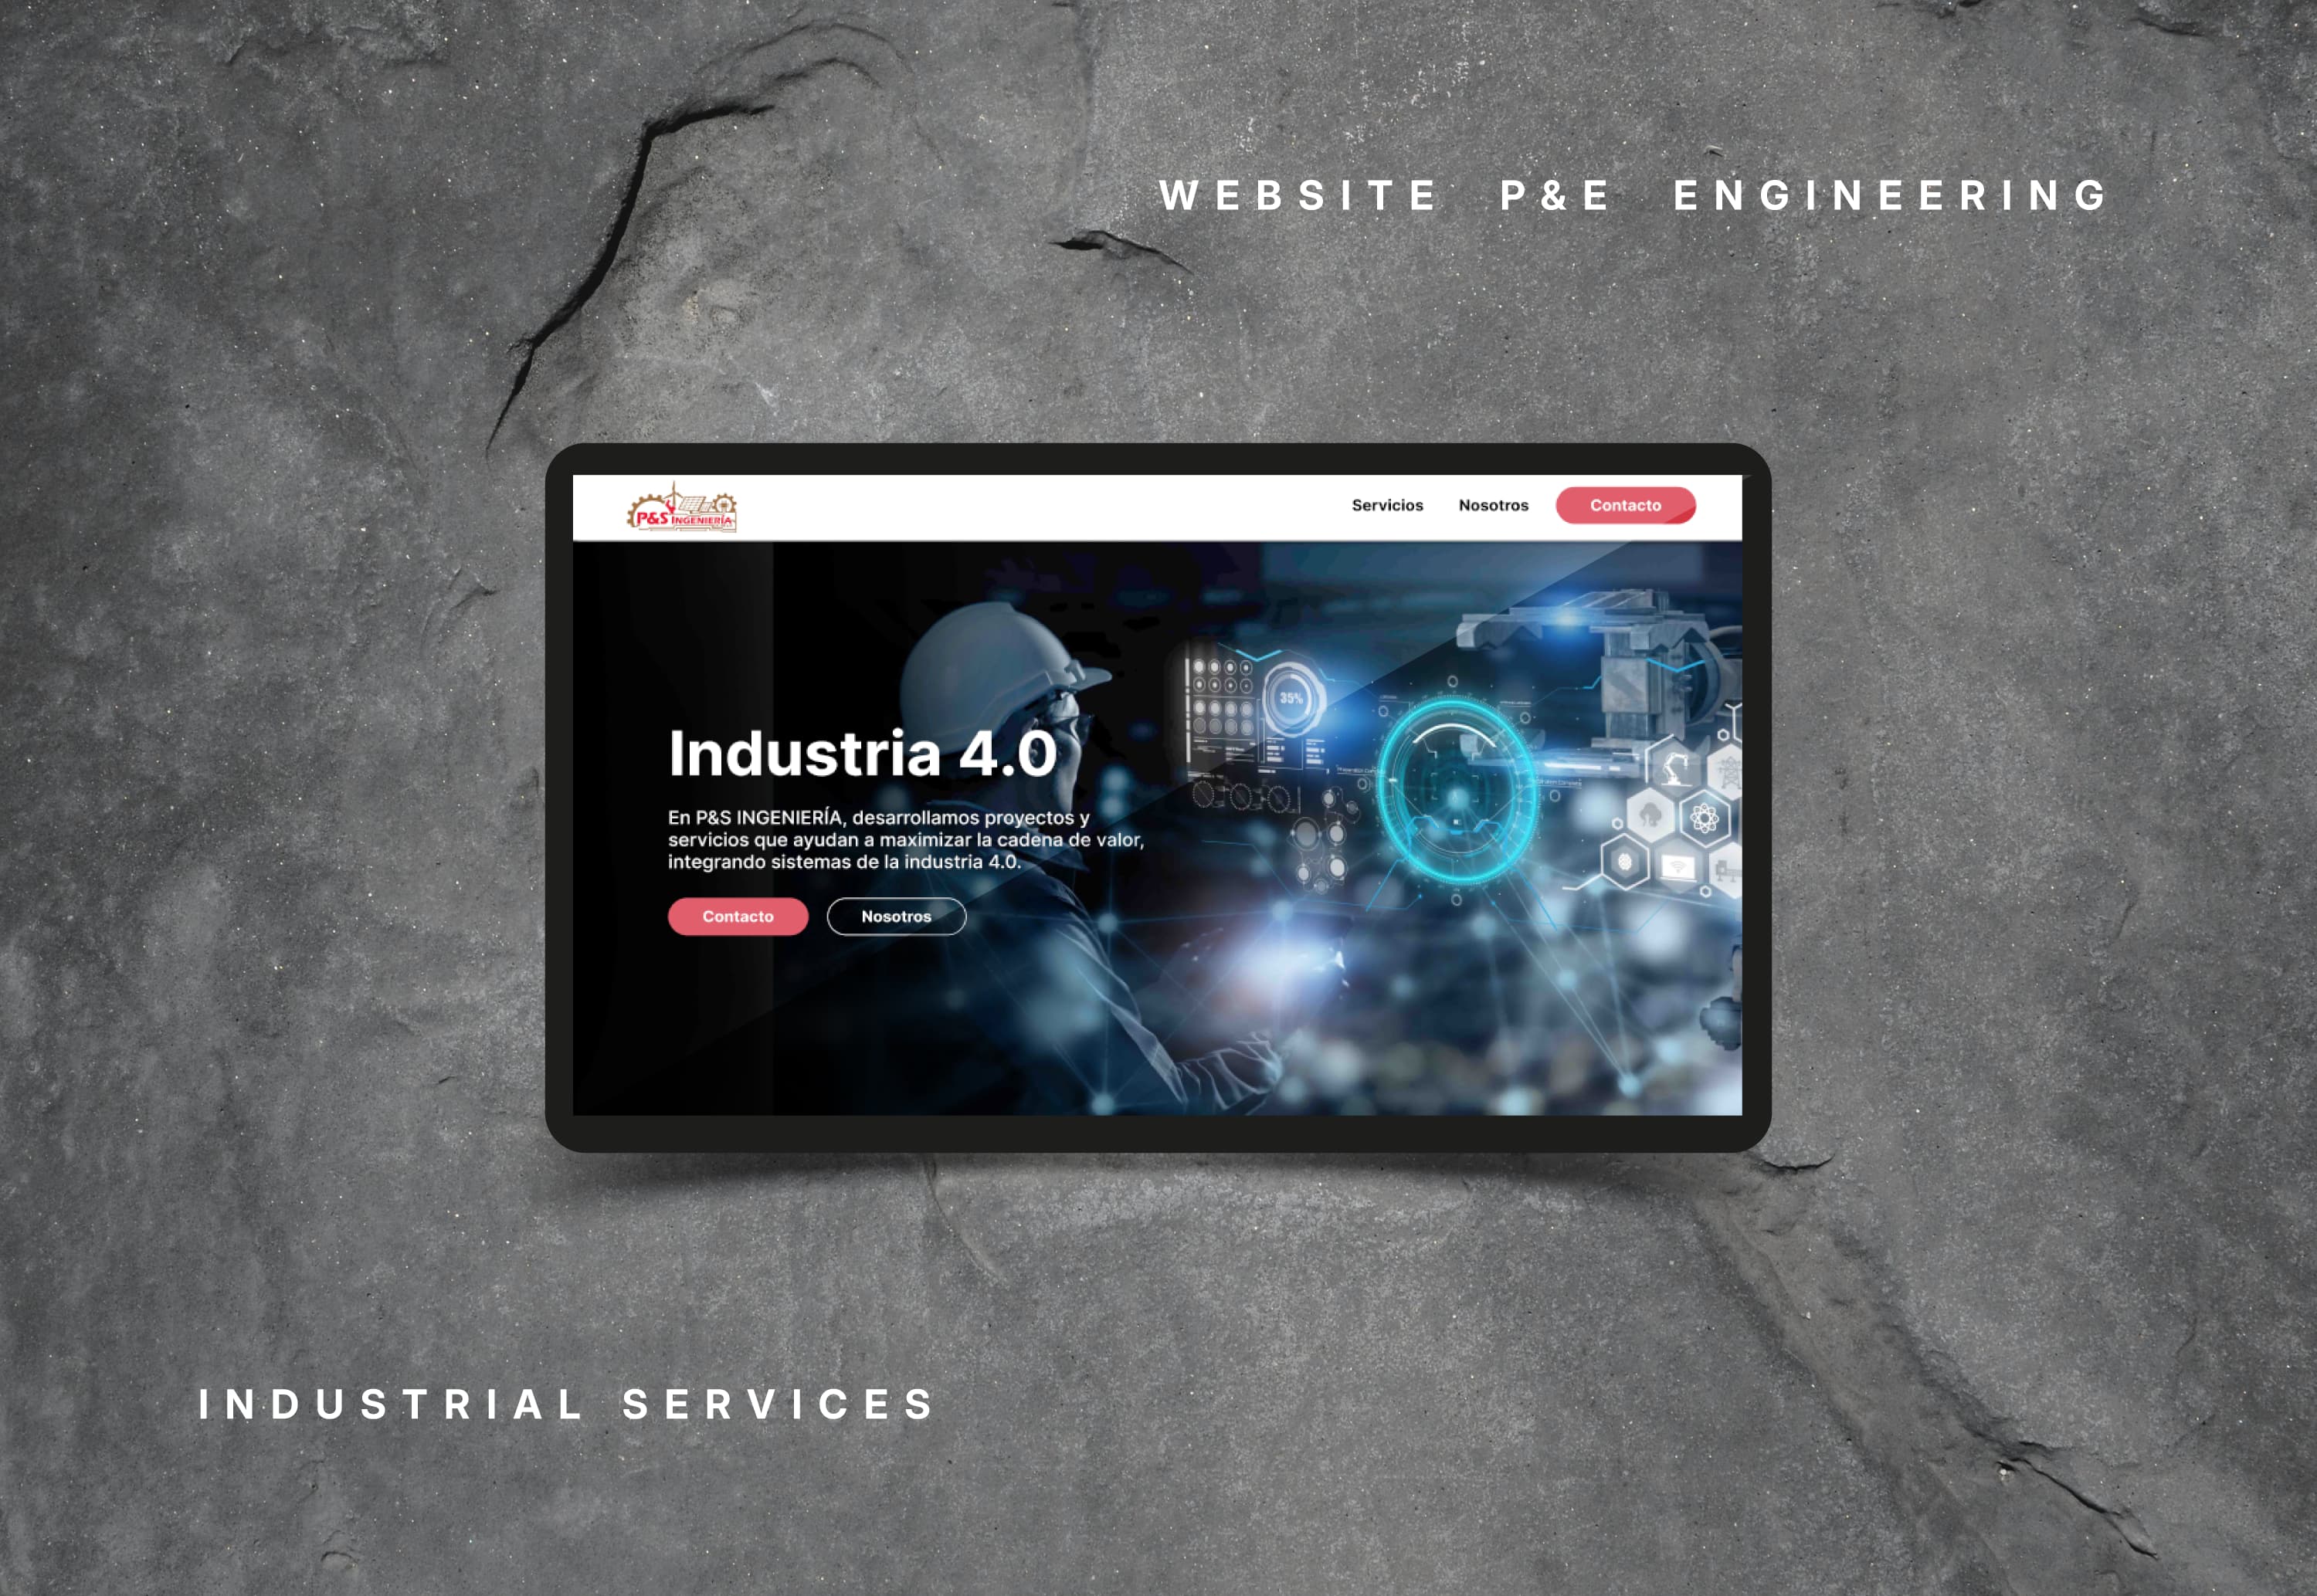 WEBSITE P&E ENGINEERING
P&S INGENIERÍA
Servicios
Nosotros
Contacto
35%
Industria 4.0
En P&S INGENIERÍA, desarrollamos proyectos y
servicios que ayudan a maximizar la cadena de valor,
integrando sistemas de la industria 4.0.
Contacto
Nosotros
INDUSTRIAL SERVICES